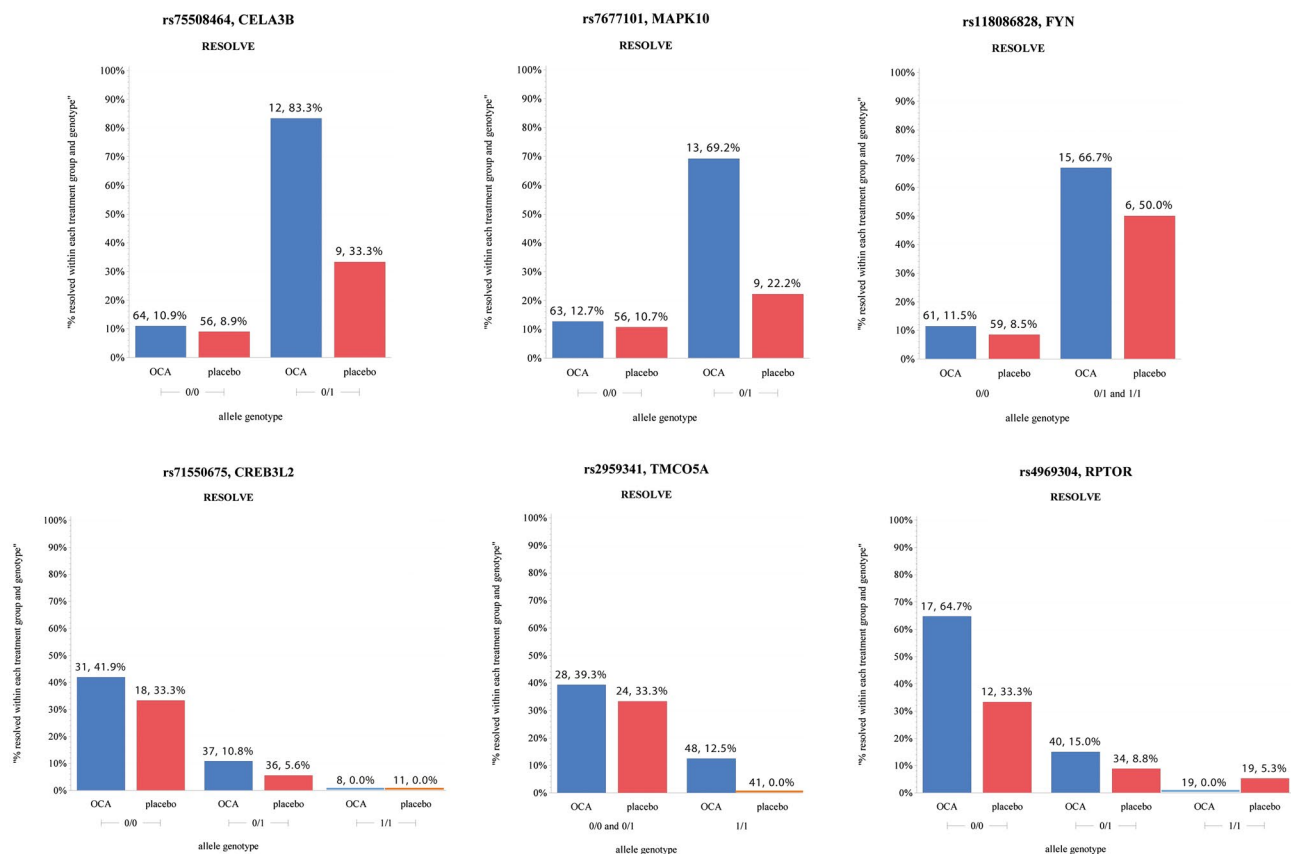 rs75508464, CELA3B
RESOLVE
"% resolved within each treatment group and genotype"
100%
90%
80%
70%
60%
50%
40%
30%
20%
10%
0%
64, 10.9%
56, 8.9%
12, 83.3%
9, 33.3%
OCA placebo OCA placebo
0/0 0/1
allele genotype
rs7677101, MAPK10
RESOLVE
"% resolved within each treatment group and genotype"
100%
90%
80%
70%
60%
50%
40%
30%
20%
10%
0%
63, 12.7%
56, 10.7%
13, 69.2%
9, 22.2%
OCA placebo OCA placebo
0/0 0/1
allele genotype
rs118086828, FYN
RESOLVE
"% resolved within each treatment group and genotype"
100%
90%
80%
70%
60%
50%
40%
30%
20%
10%
0%
61, 11.5%
59, 8.5%
15, 66.7%
6, 50.0%
OCA placebo OCA placebo
0/0 0/1 and 1/1
allele genotype
rs71550675, CREB3L2
RESOLVE
"% resolved within each treatment group and genotype"
100%
90%
80%
70%
60%
50%
40%
30%
20%
10%
0%
31, 41.9%
18, 33.3%
37, 10.8%
36, 5.6%
8, 0.0%
11, 0.0%
OCA placebo OCA placebo OCA placebo
0/0 0/1 1/1
allele genotype
rs2959341, TMCO5A
RESOLVE
"% resolved within each treatment group and genotype"
100%
90%
80%
70%
60%
50%
40%
30%
20%
10%
0%
28, 39.3%
24, 33.3%
48, 12.5%
41, 0.0%
OCA placebo OCA placebo
0/0 and 0/1 1/1
allele genotype
rs4969304, RPTOR
RESOLVE
"% resolved within each treatment group and genotype"
100%
90%
80%
70%
60%
50%
40%
30%
20%
10%
0%
17, 64.7%
12, 33.3%
40, 15.0%
34, 8.8%
19, 0.0%
19, 5.3%
OCA placebo OCA placebo OCA placebo
0/0 0/1 1/1
allele genotype